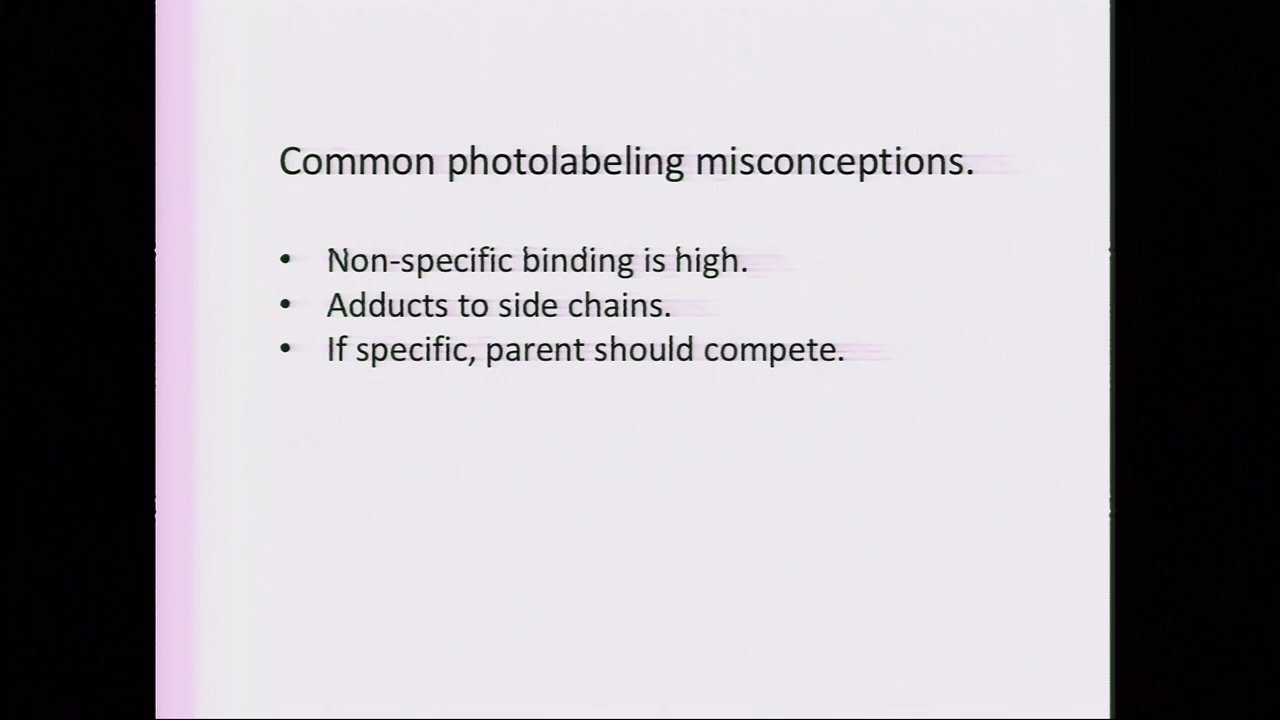 Common photolabeling misconceptions.
• Non-specific binding is high.
• Adducts to side chains.
• If specific, parent should compete.